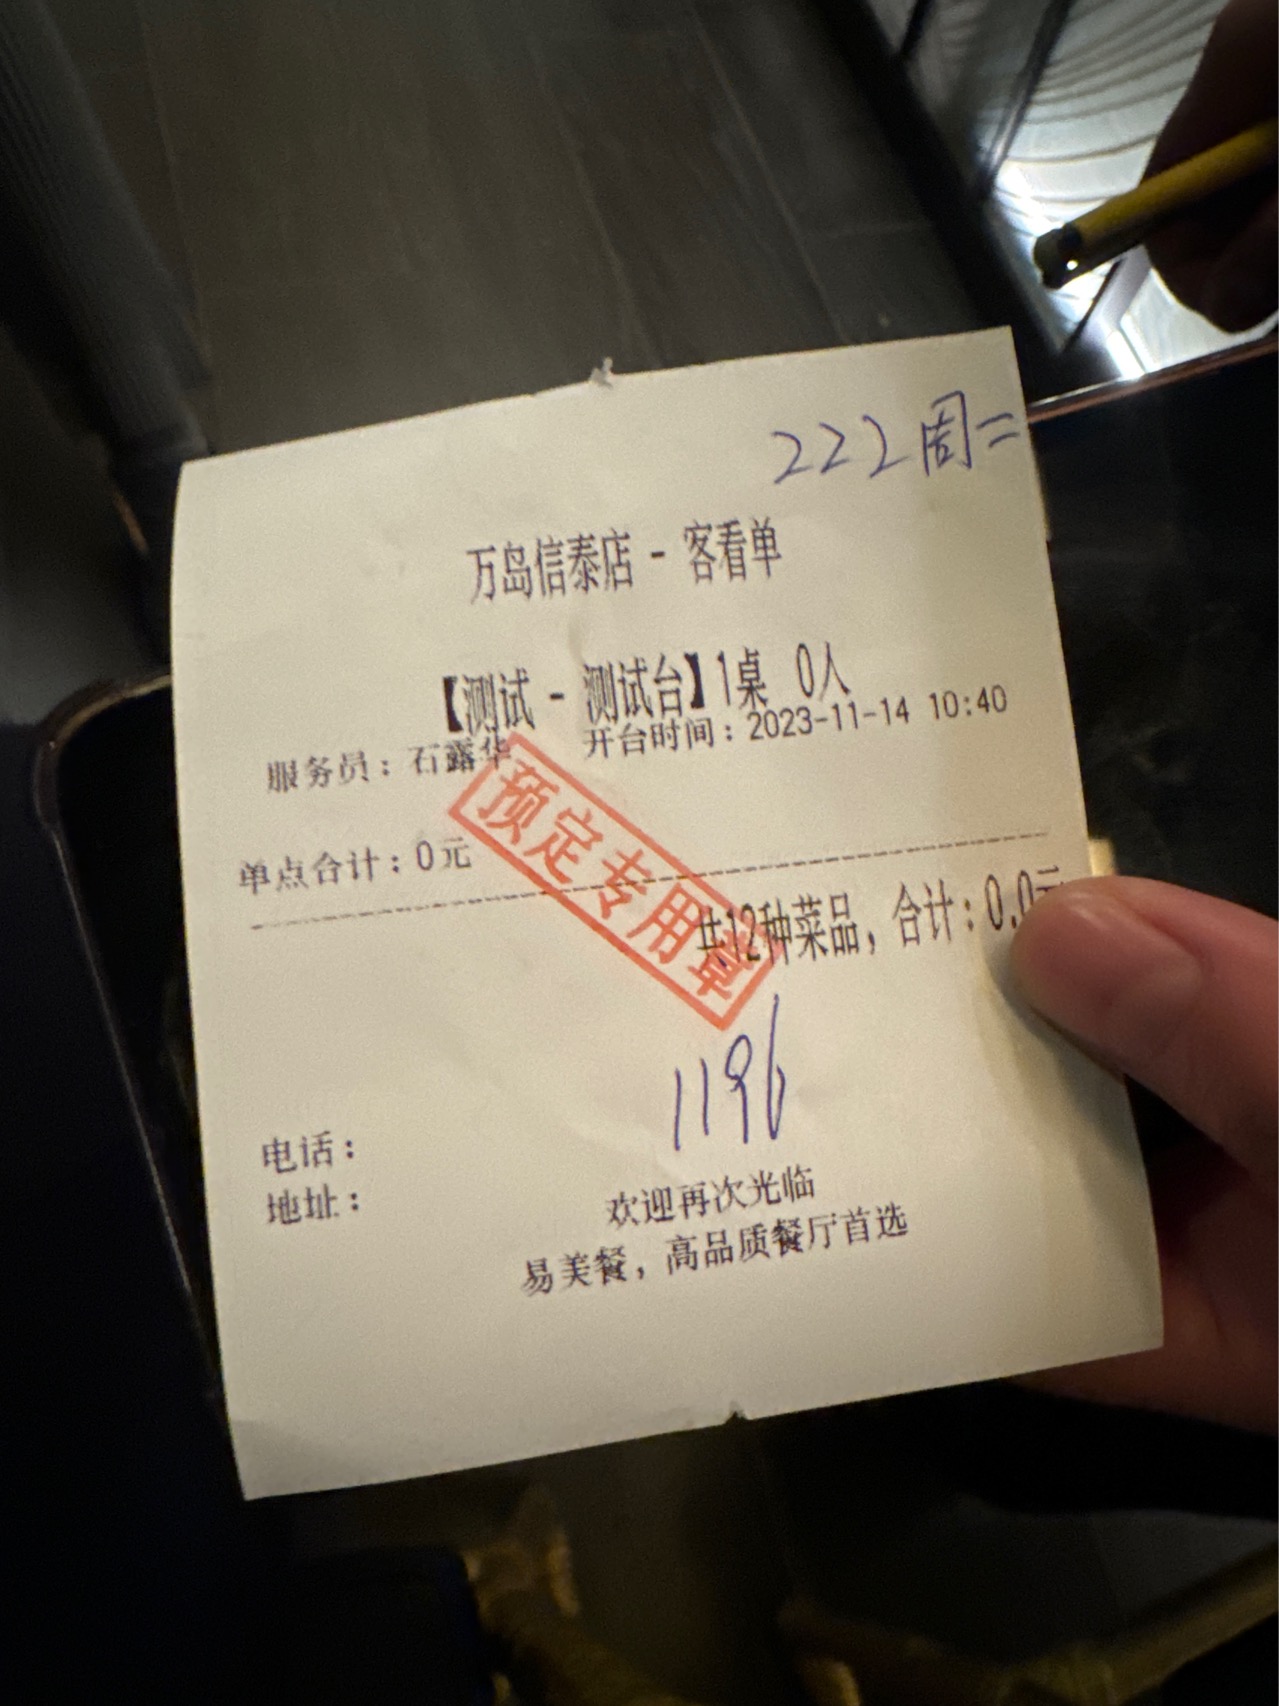 222周二
万岛信泰店 - 客看单
【测试 - 测试台】1桌 0人
服务员：石露华 开台时间：2023-11-14 10:40
单点合计：0元
共12种菜品，合计：0.0元
预定专用章
1196
电话：
地址：
欢迎再次光临
易美餐，高品质餐厅首选